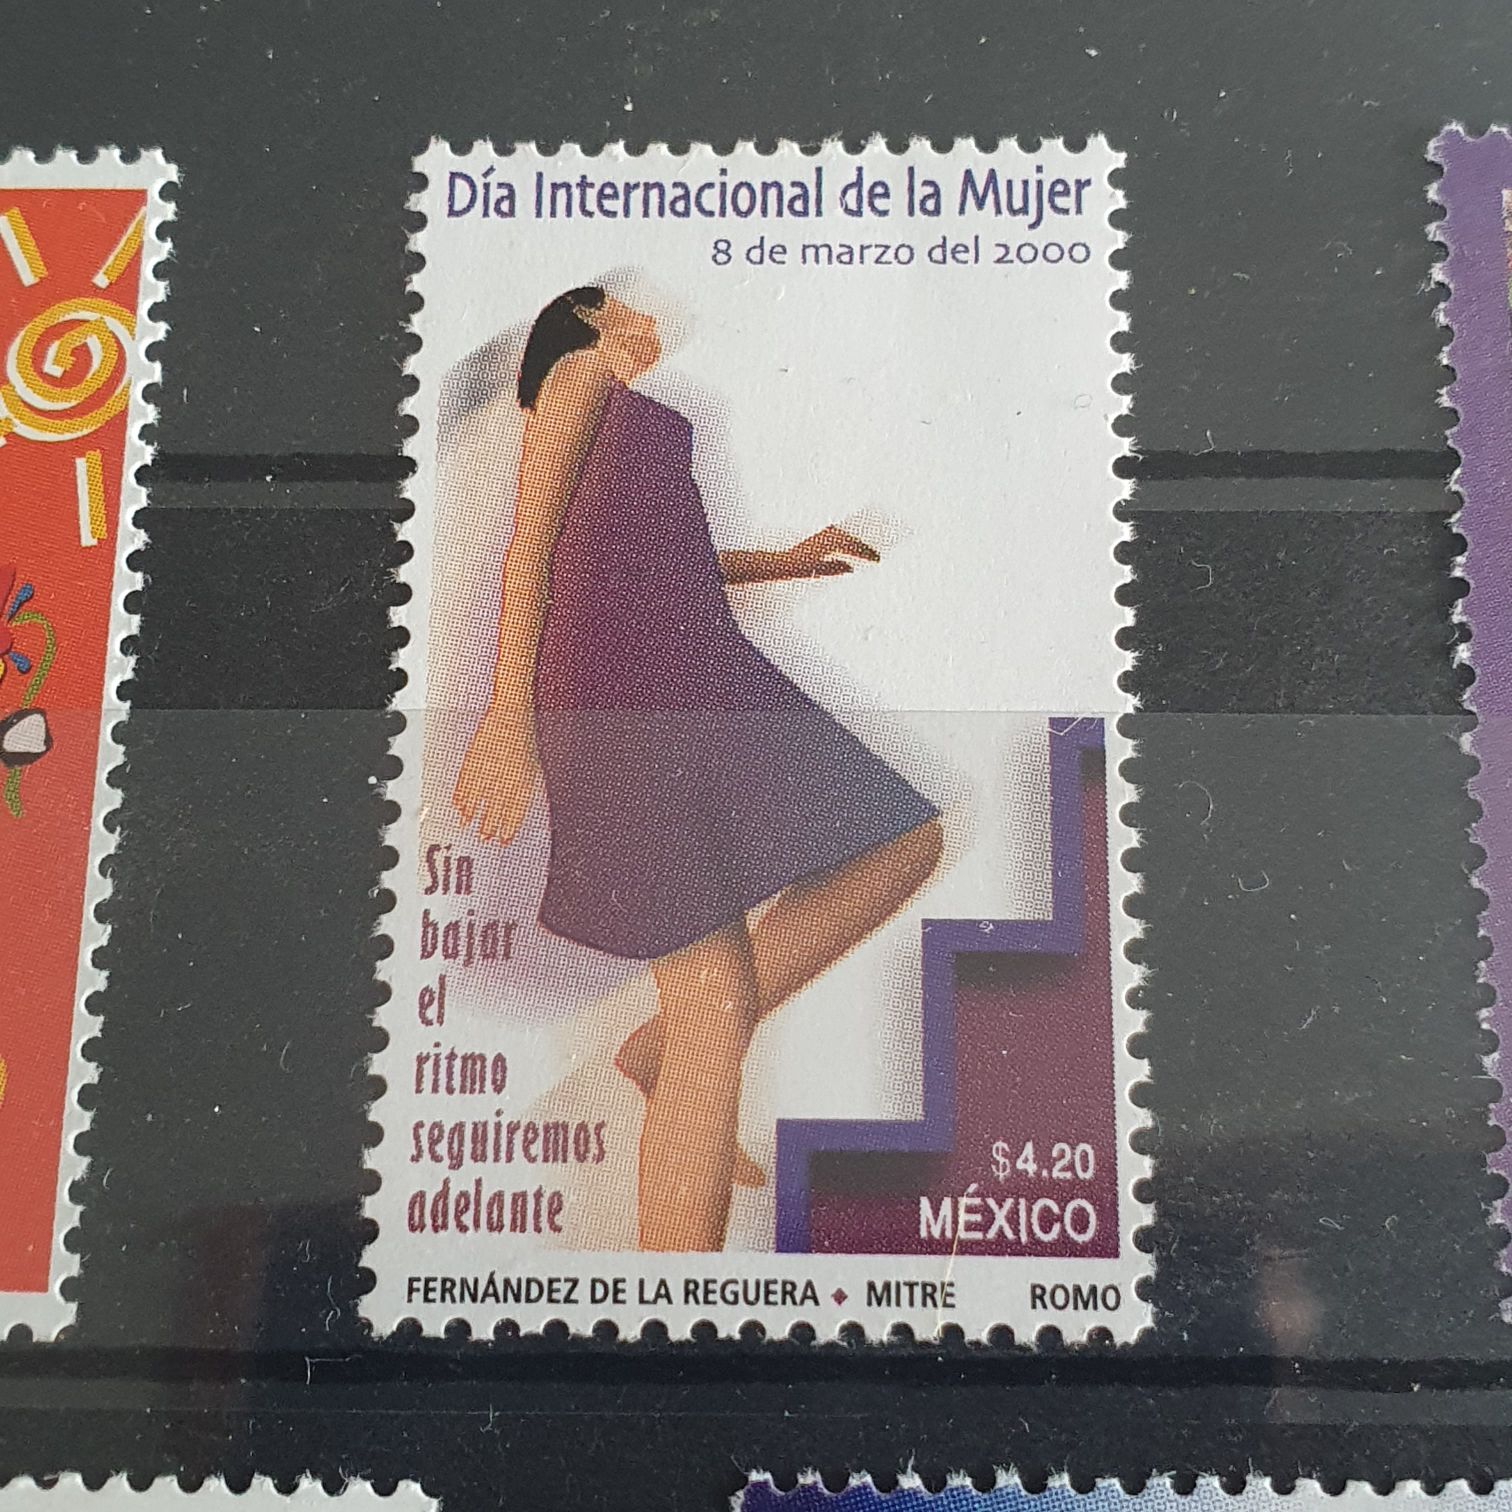 Día Internacional de la Mujer
8 de marzo del 2000
Sin
bajar
el
ritmo
seguiremos
adelante
$4.20
MÉXICO
FERNÁNDEZ DE LA REGUERA ♦ MITRE ROMO